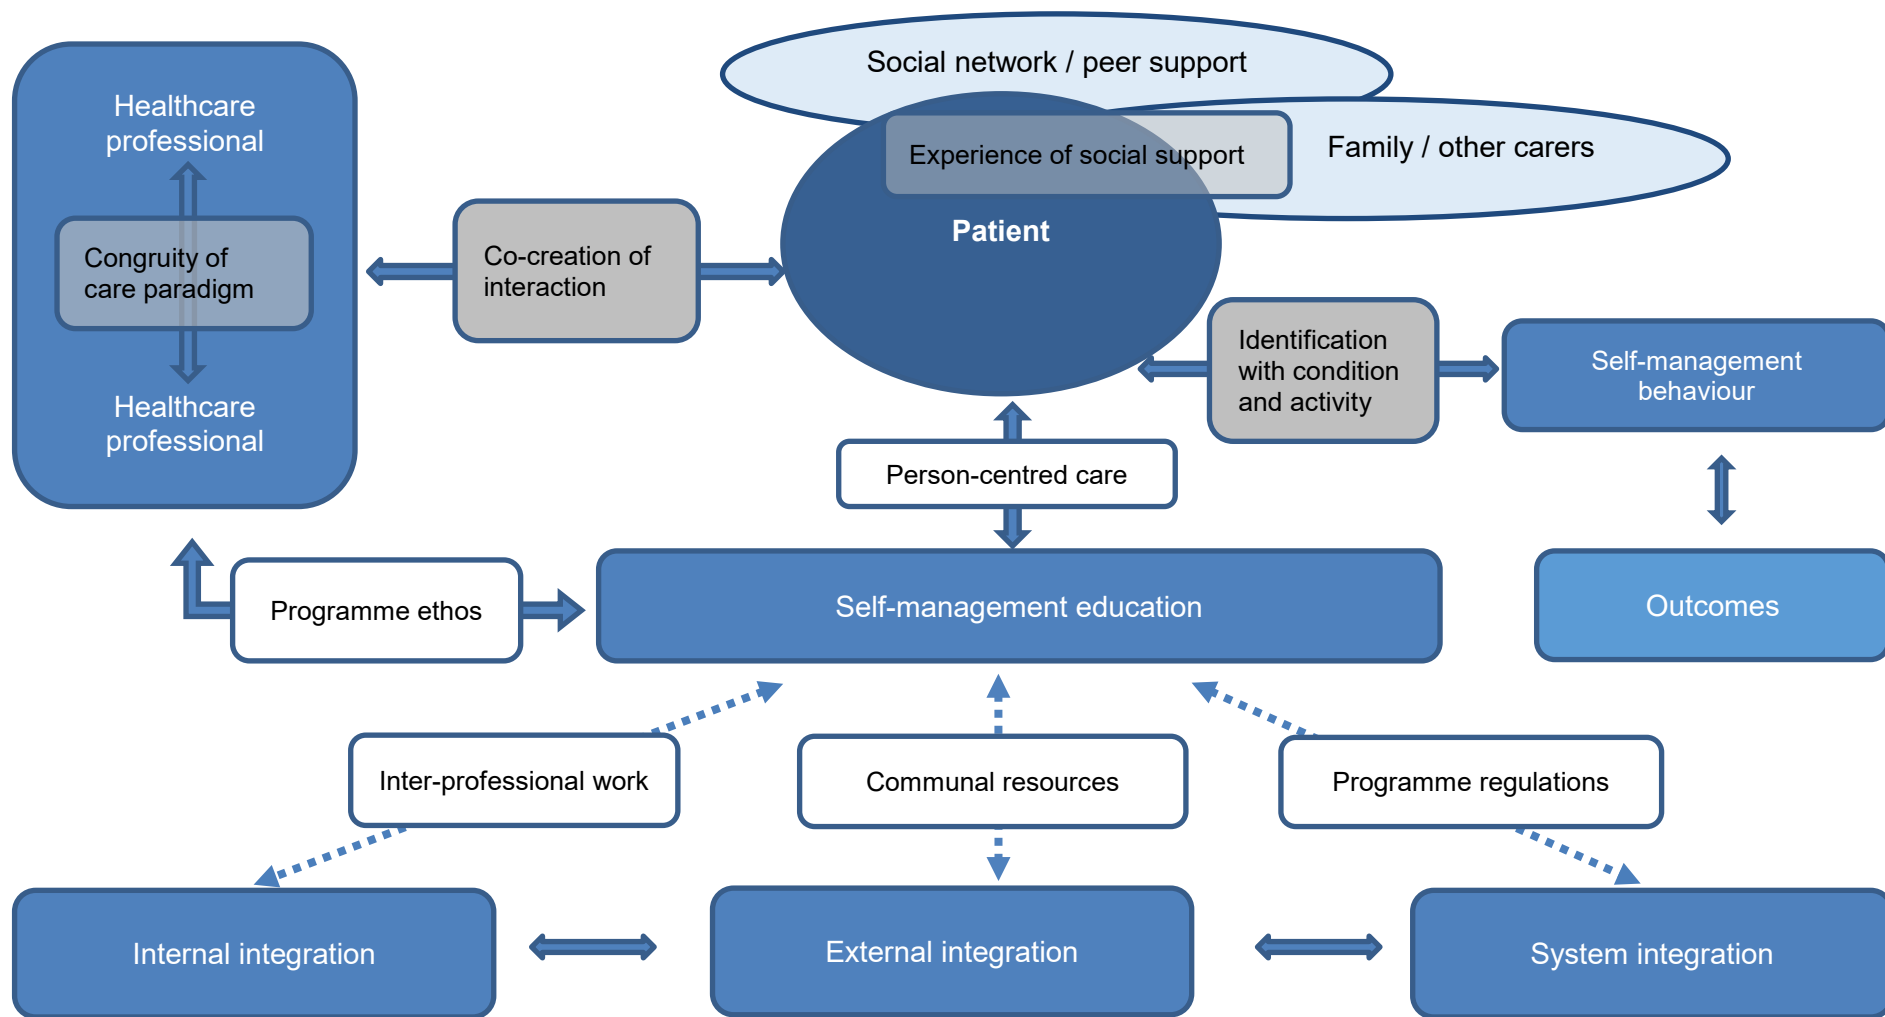 Social network / peer support
Healthcare
professional
Experience of social support
Family / other carers
Patient
Congruity of
care paradigm
Co-creation of
interaction
Identification
with condition
and activity
Self-management
behaviour
Healthcare
professional
Person-centred care
Programme ethos
Self-management education
Outcomes
Inter-professional work
Communal resources
Programme regulations
Internal integration
External integration
System integration